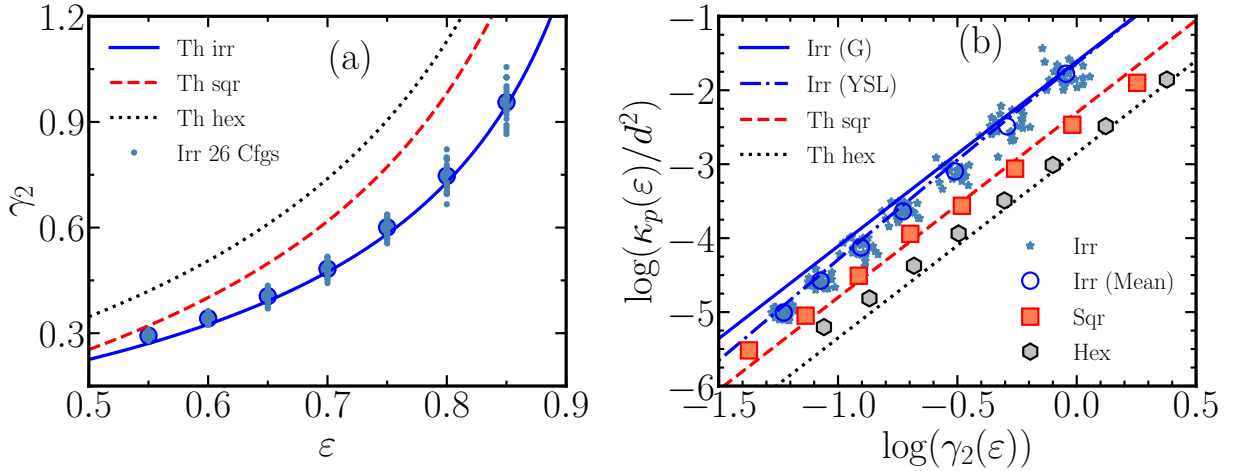 1.2
0.9
0.6
0.3
γ₂
0.5 0.6 0.7 0.8 0.9
ε
(a)
Th irr
Th sqr
Th hex
Irr 26 Cfgs
−1
−2
−3
−4
−5
−6
log(κₚ(ε)/d²)
−1.5 −1.0 −0.5 0.0 0.5
log(γ₂(ε))
(b)
Irr (G)
Irr (YSL)
Th sqr
Th hex
Irr
Irr (Mean)
Sqr
Hex